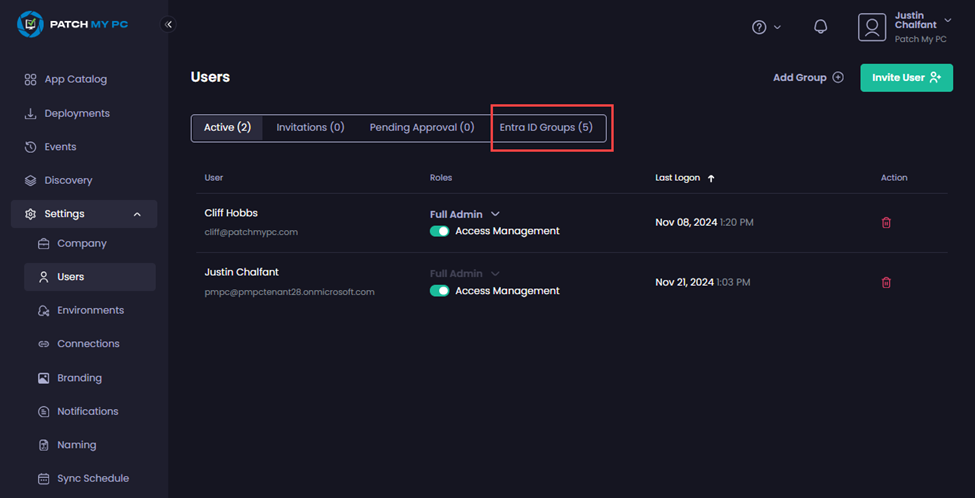 PATCH MY PC
Justin
Chalfant
Patch My PC
App Catalog
Deployments
Events
Discovery
Settings
Company
Users
Environments
Connections
Branding
Notifications
Naming
Sync Schedule
Users
Add Group
Invite User
Active (2) Invitations (0) Pending Approval (0) Entra ID Groups (5)
User Roles Last Logon Action
Cliff Hobbs
cliff@patchmypc.com
Full Admin
Access Management
Nov 08, 2024 1:20 PM
Justin Chalfant
pmpc@pmpctenant28.onmicrosoft.com
Full Admin
Access Management
Nov 21, 2024 1:03 PM